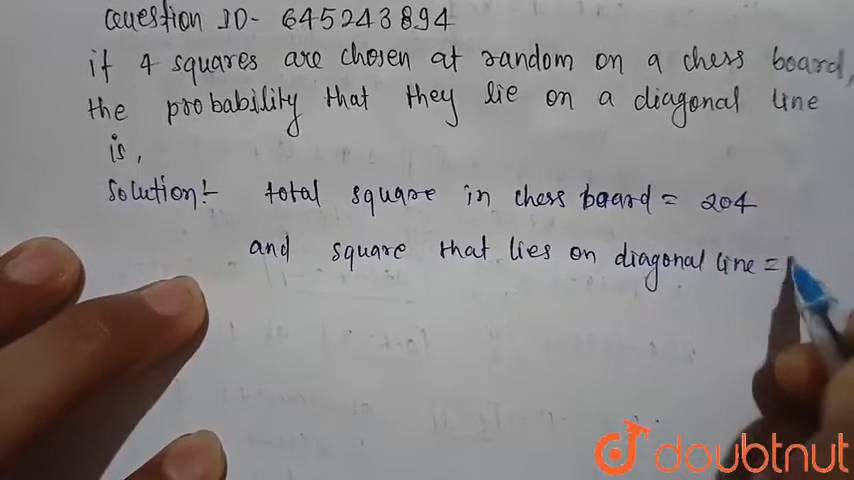 Question ID- 645243894
if 4 squares are chosen at random on a chess board,
the probability that they lie on a diagonal line
is,
Solution!- total square in chess board = 204
and square that lies on diagonal line =
doubtnut